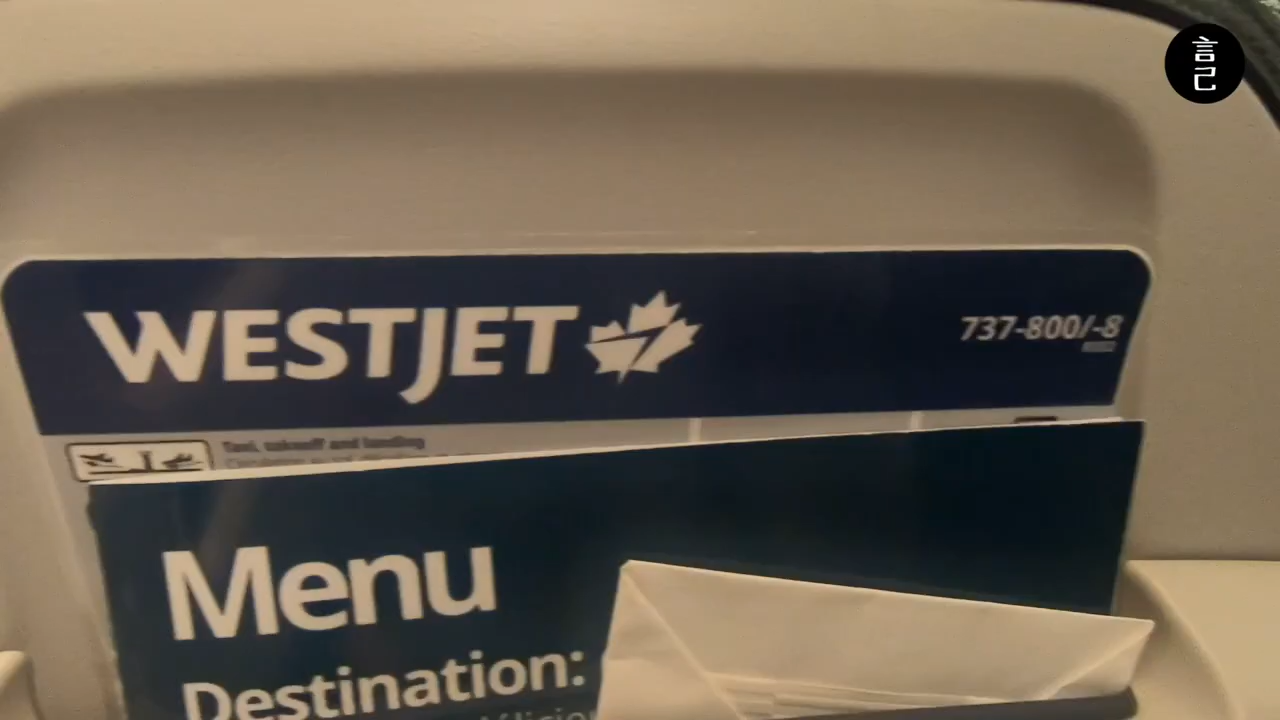 言
己
WESTJET
737-800/-8
Taxi, takeoff and landing
Menu
Destination: